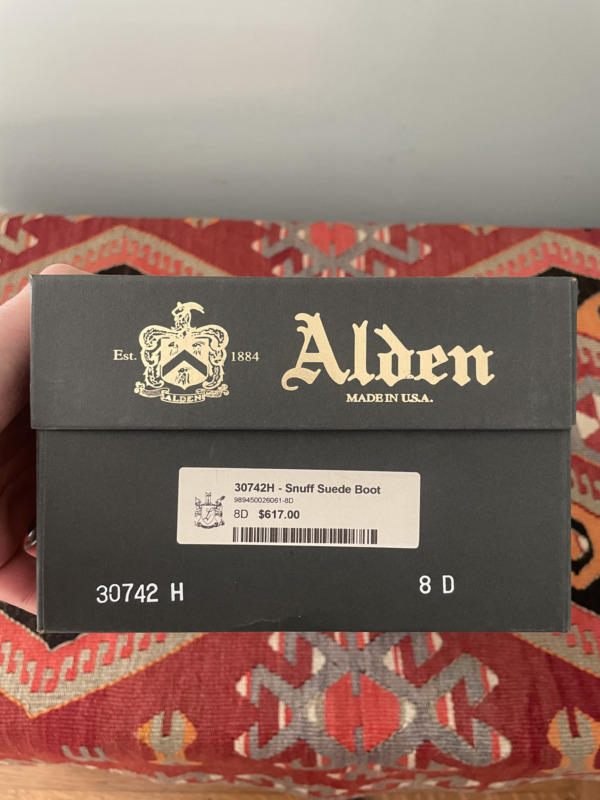 Est. 1884
ALDEN
Alden
MADE IN U.S.A.
30742H - Snuff Suede Boot
989450026061-8D
8D $617.00
30742 H 8 D